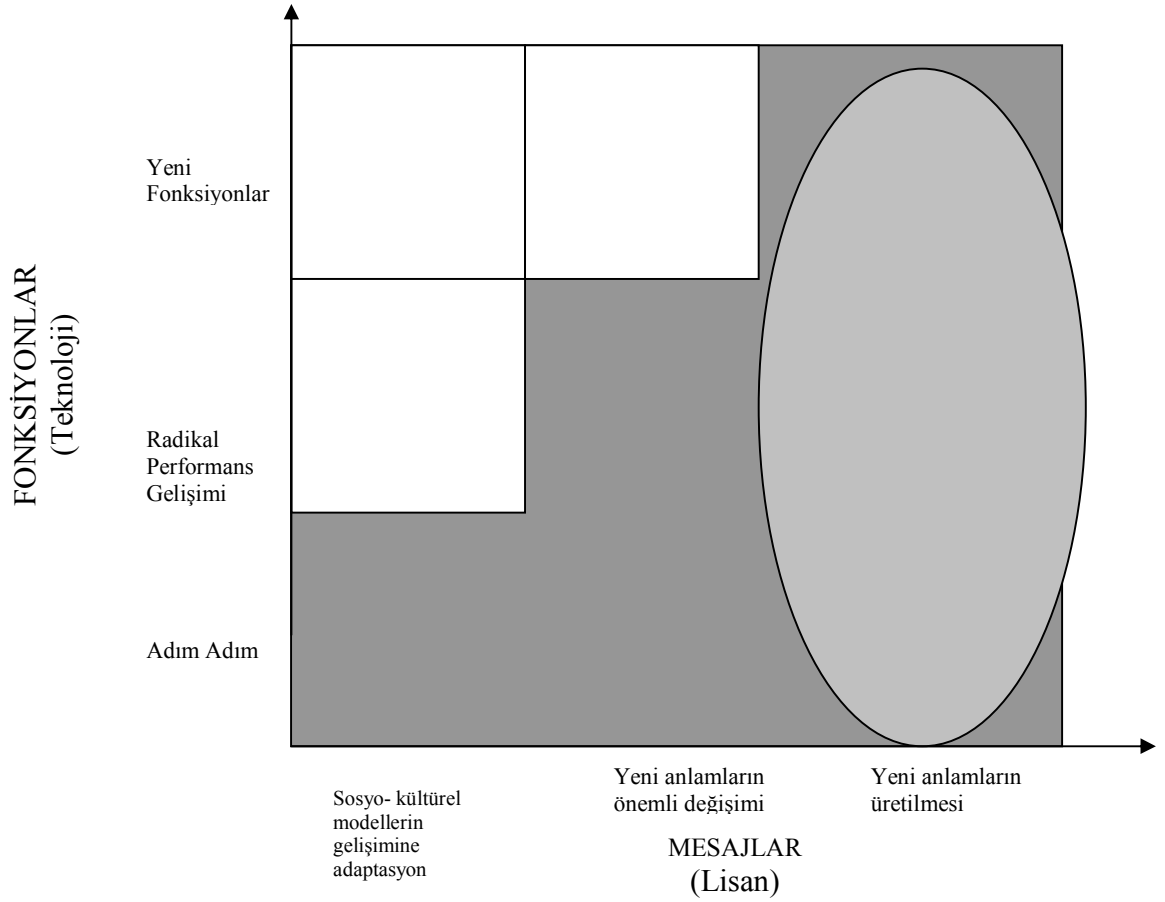 FONKSİYONLAR
(Teknoloji)
Yeni
Fonksiyonlar
Radikal
Performans
Gelişimi
Adım Adım
Sosyo- kültürel
modellerin
gelişimine
adaptasyon
Yeni anlamların
önemli değişimi
Yeni anlamların
üretilmesi
MESAJLAR
(Lisan)